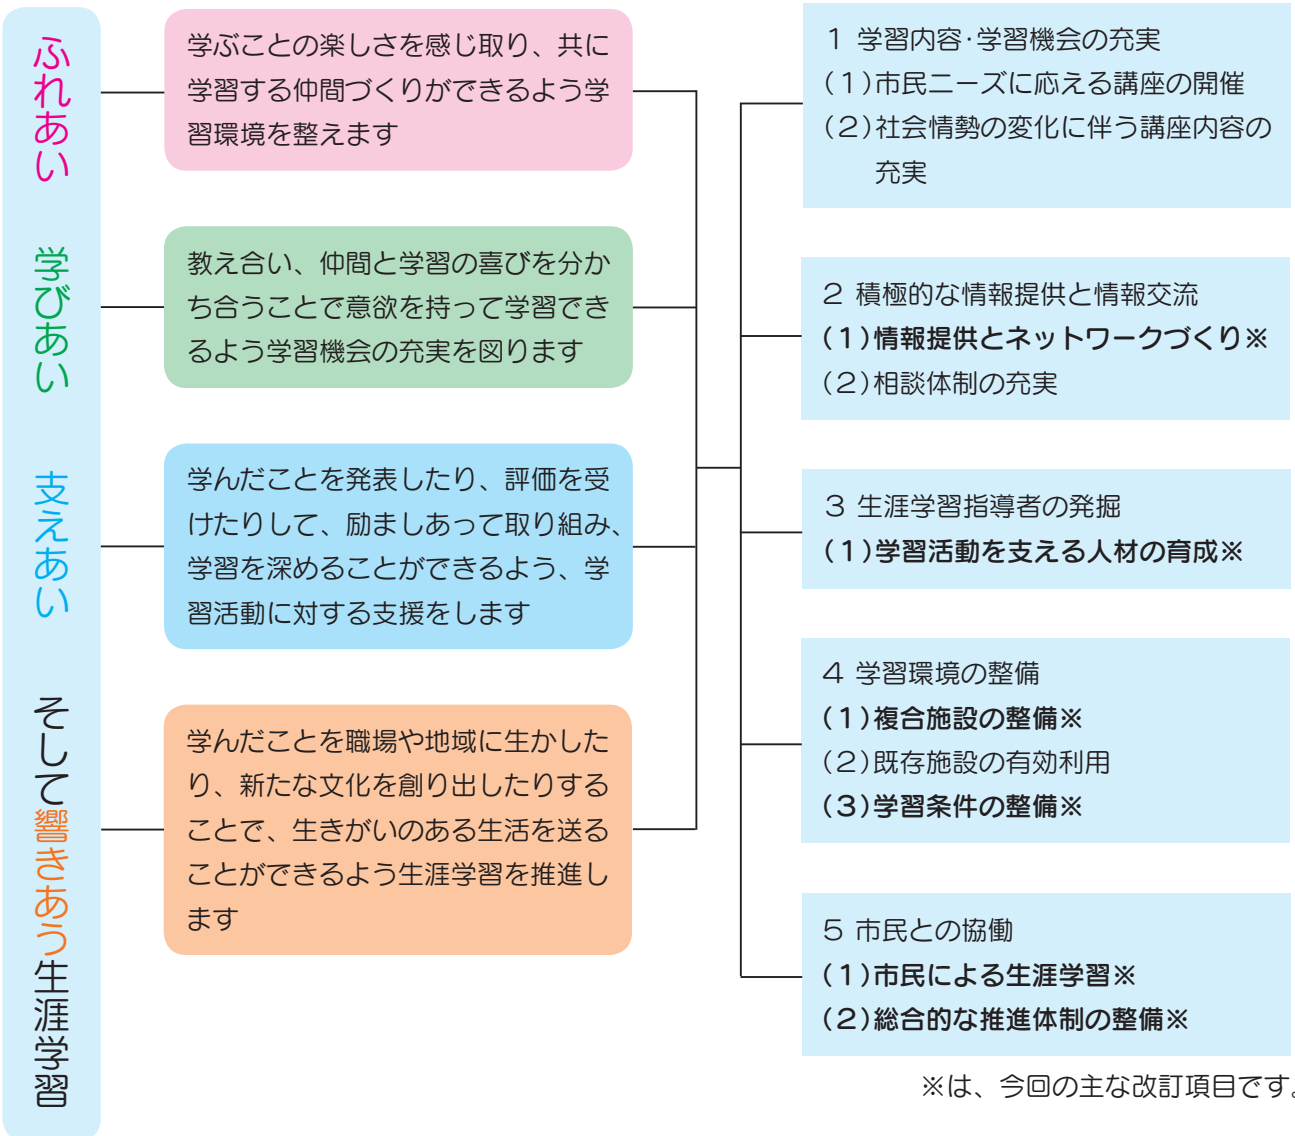 ふれあい　学びあい　支えあい　そして響きあう生涯学習
学ぶことの楽しさを感じ取り、共に
学習する仲間づくりができるよう学
習環境を整えます
教え合い、仲間と学習の喜びを分か
ち合うことで意欲を持って学習でき
るよう学習機会の充実を図ります
学んだことを発表したり、評価を受
けたりして、励ましあって取り組み、
学習を深めることができるよう、学
習活動に対する支援をします
学んだことを職場や地域に生かした
り、新たな文化を創り出したりする
ことで、生きがいのある生活を送る
ことができるよう生涯学習を推進し
ます
1 学習内容・学習機会の充実
(1)市民ニーズに応える講座の開催
(2)社会情勢の変化に伴う講座内容の
充実
2 積極的な情報提供と情報交流
(1)情報提供とネットワークづくり※
(2)相談体制の充実
3 生涯学習指導者の発掘
(1)学習活動を支える人材の育成※
4 学習環境の整備
(1)複合施設の整備※
(2)既存施設の有効利用
(3)学習条件の整備※
5 市民との協働
(1)市民による生涯学習※
(2)総合的な推進体制の整備※
※は、今回の主な改訂項目です。